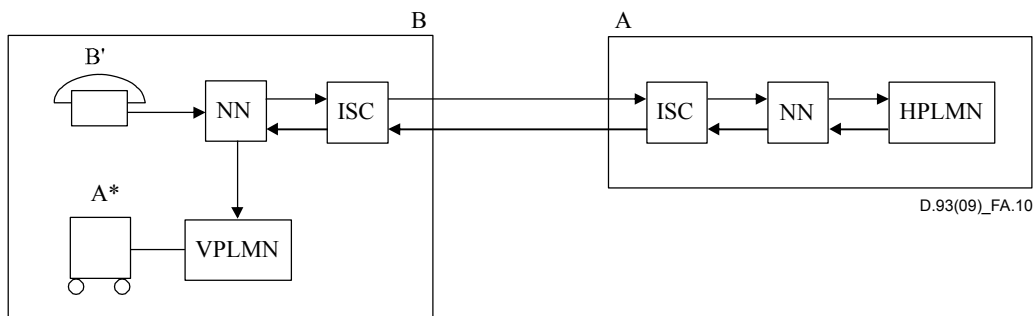 B
A
B'
NN
ISC
ISC
NN
HPLMN
A*
D.93(09)_FA.10
VPLMN